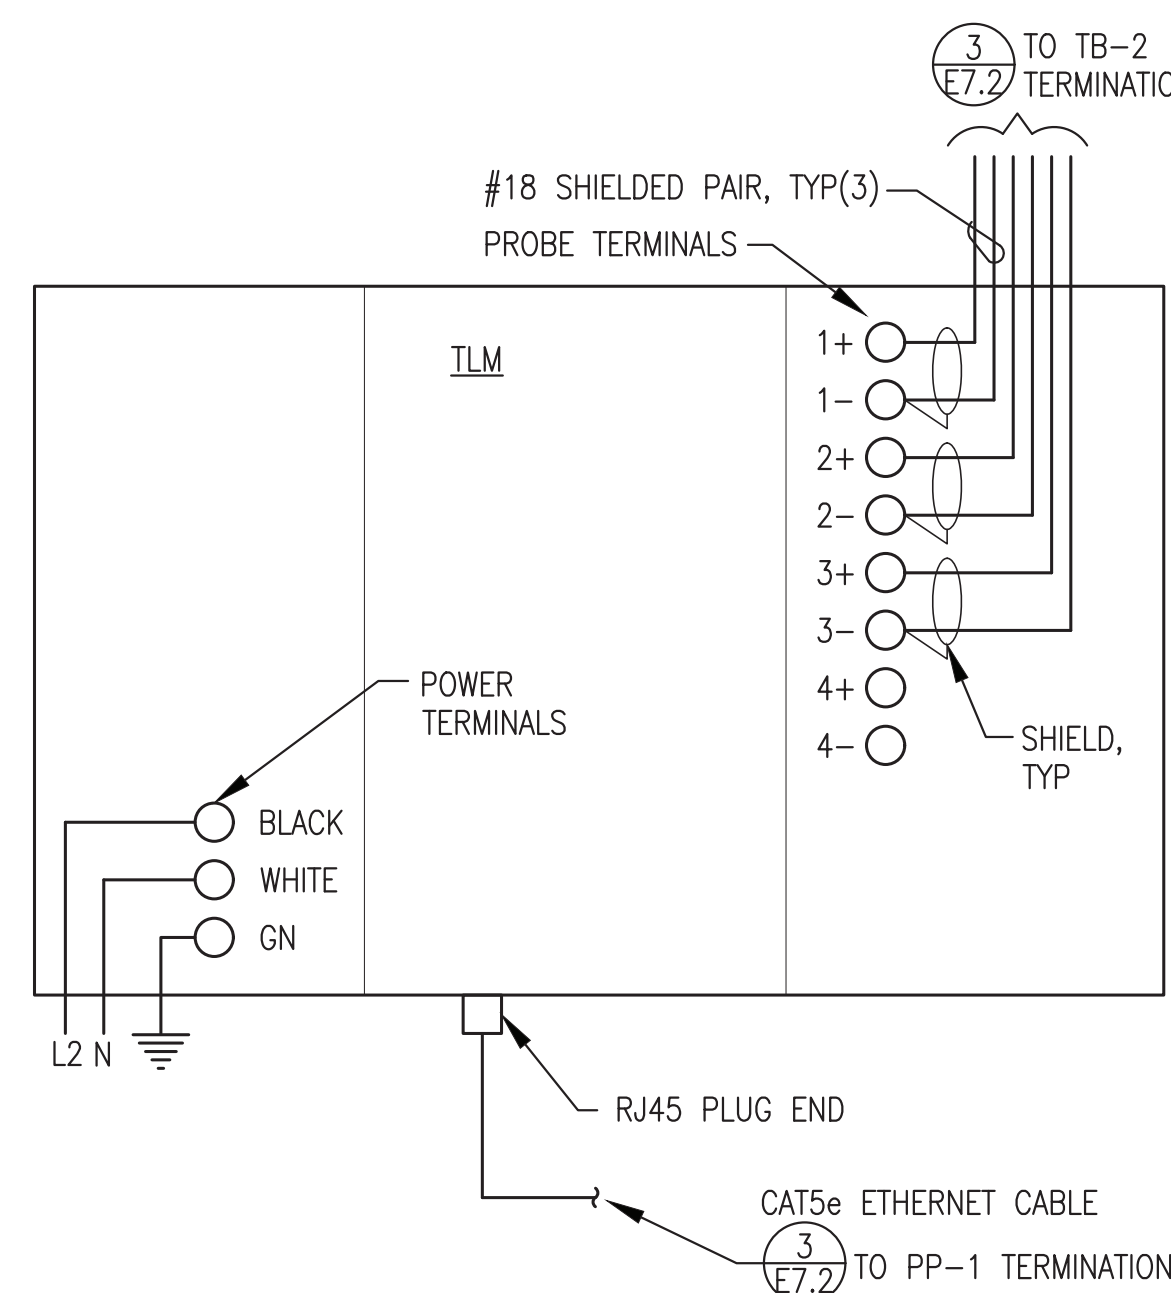 3
E7.2
TO TB-2
TERMINATIO
#18 SHIELDED PAIR, TYP(3)
PROBE TERMINALS
TLM
1+
1-
2+
2-
3+
3-
4+
4-
POWER
TERMINALS
SHIELD,
TYP
BLACK
WHITE
GN
L2 N
RJ45 PLUG END
CAT5e ETHERNET CABLE
3
E7.2
TO PP-1 TERMINATION